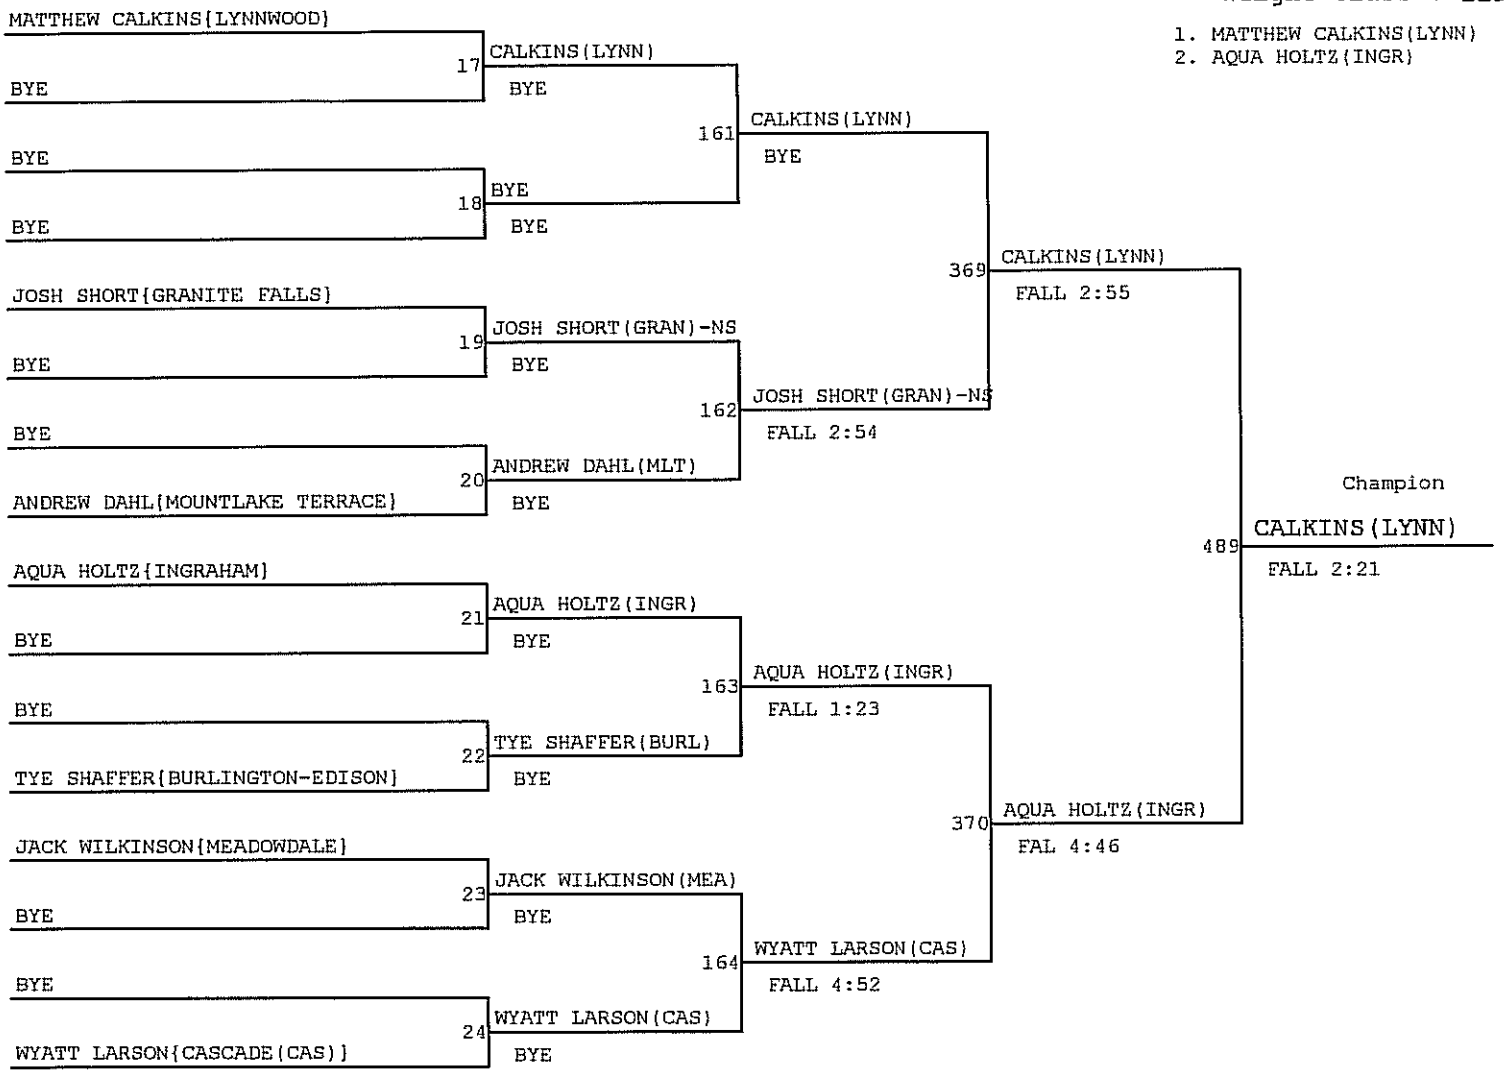 1. MATTHEW CALKINS(LYNN)
2. AQUA HOLTZ(INGR)
MATTHEW CALKINS{LYNNWOOD}
17
CALKINS(LYNN)
BYE
BYE
161
CALKINS(LYNN)
BYE
BYE
18
BYE
BYE
BYE
369
CALKINS(LYNN)
FALL 2:55
JOSH SHORT{GRANITE FALLS}
19
JOSH SHORT(GRAN)-NS
BYE
BYE
162
JOSH SHORT(GRAN)-NS
FALL 2:54
BYE
20
ANDREW DAHL(MLT)
ANDREW DAHL{MOUNTLAKE TERRACE}
BYE
Champion
489
CALKINS(LYNN)
FALL 2:21
AQUA HOLTZ{INGRAHAM}
21
AQUA HOLTZ(INGR)
BYE
BYE
163
AQUA HOLTZ(INGR)
FALL 1:23
BYE
22
TYE SHAFFER(BURL)
TYE SHAFFER{BURLINGTON-EDISON}
BYE
370
AQUA HOLTZ(INGR)
FAL 4:46
JACK WILKINSON{MEADOWDALE}
23
JACK WILKINSON(MEA)
BYE
BYE
164
WYATT LARSON(CAS)
FALL 4:52
BYE
24
WYATT LARSON(CAS)
WYATT LARSON{CASCADE(CAS)}
BYE